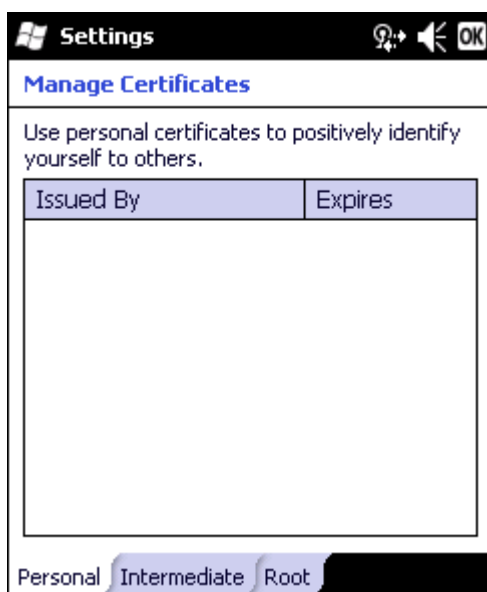 Settings
OK
Manage Certificates
Use personal certificates to positively identify
yourself to others.
Issued By Expires
Personal Intermediate Root